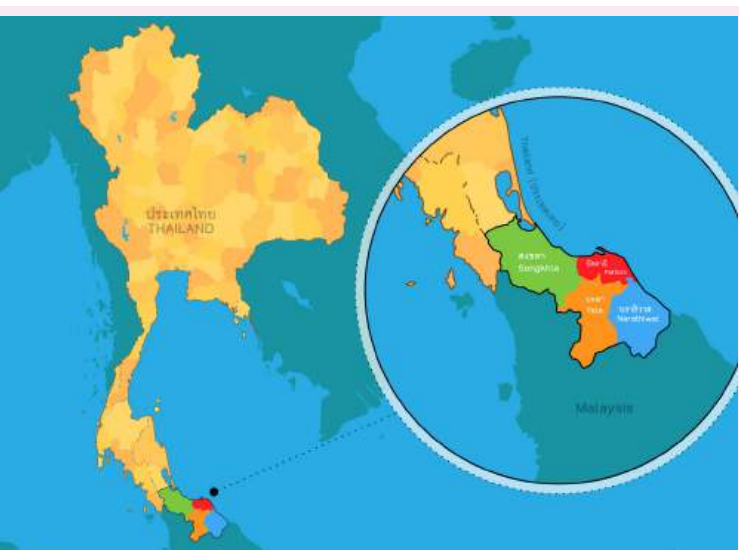 ประเทศไทย
THAILAND
สงขลา
Songkhla
ปัตตานี
Pattani
ยะลา
Yala
นราธิวาส
Narathiwat
Malaysia